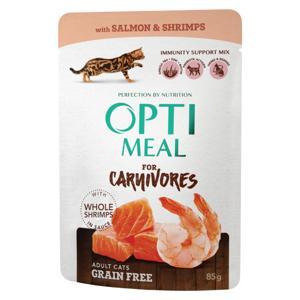 with SALMON & SHRIMPS
IMMUNITY SUPPORT MIX
PERFECTION BY NUTRITION
OPTI
MEAL
FOR
CARNIVORES
WITH
WHOLE
SHRIMPS
IN SAUCE
ADULT CATS
GRAIN FREE
85g